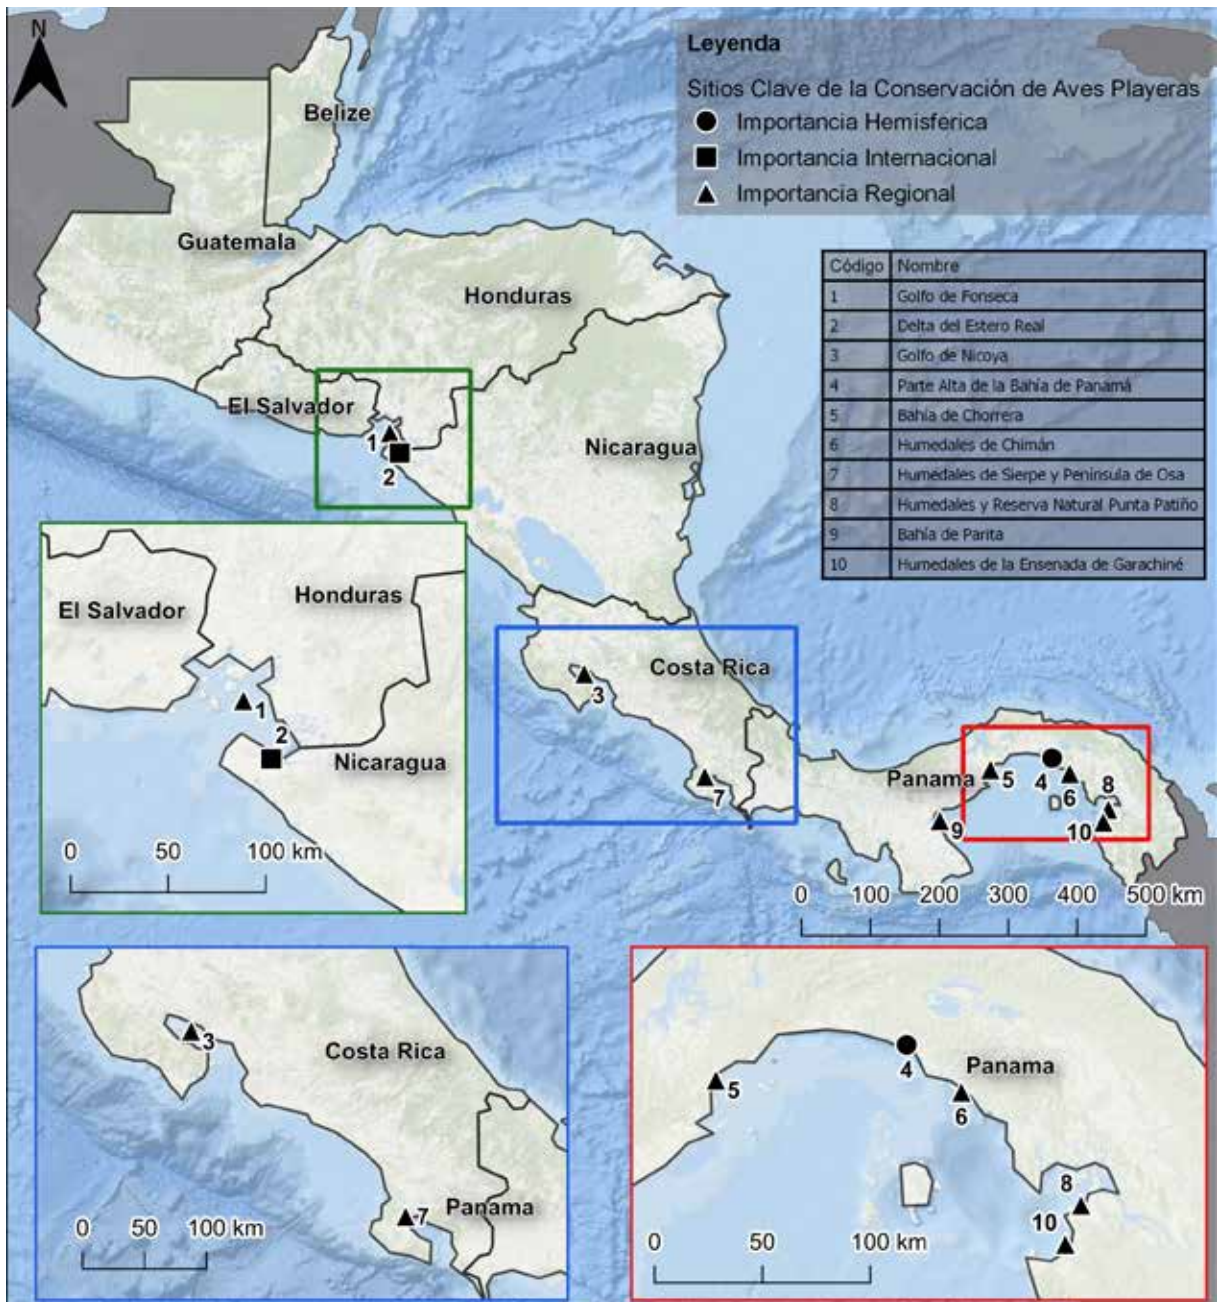 N
Leyenda
Sitios Clave de la Conservación de Aves Playeras
Importancia Hemisférica
Importancia Internacional
Importancia Regional
Belize
Guatemala
Honduras
El Salvador
Nicaragua
1
2
Código Nombre
1 Golfo de Fonseca
2 Delta del Estero Real
3 Golfo de Nicoya
4 Parte Alta de la Bahía de Panamá
5 Bahía de Chorrera
6 Humedales de Chimán
7 Humedales de Sierpe y Península de Osa
8 Humedales y Reserva Natural Punta Patiño
9 Bahía de Parita
10 Humedales de la Ensenada de Garachiné
Costa Rica
3
7
Panama
5
4
6
8
10
9
0 100 200 300 400 500 km
El Salvador
Honduras
1
2
Nicaragua
0 50 100 km
3
Costa Rica
7
Panama
0 50 100 km
5
4
Panama
6
8
10
0 50 100 km